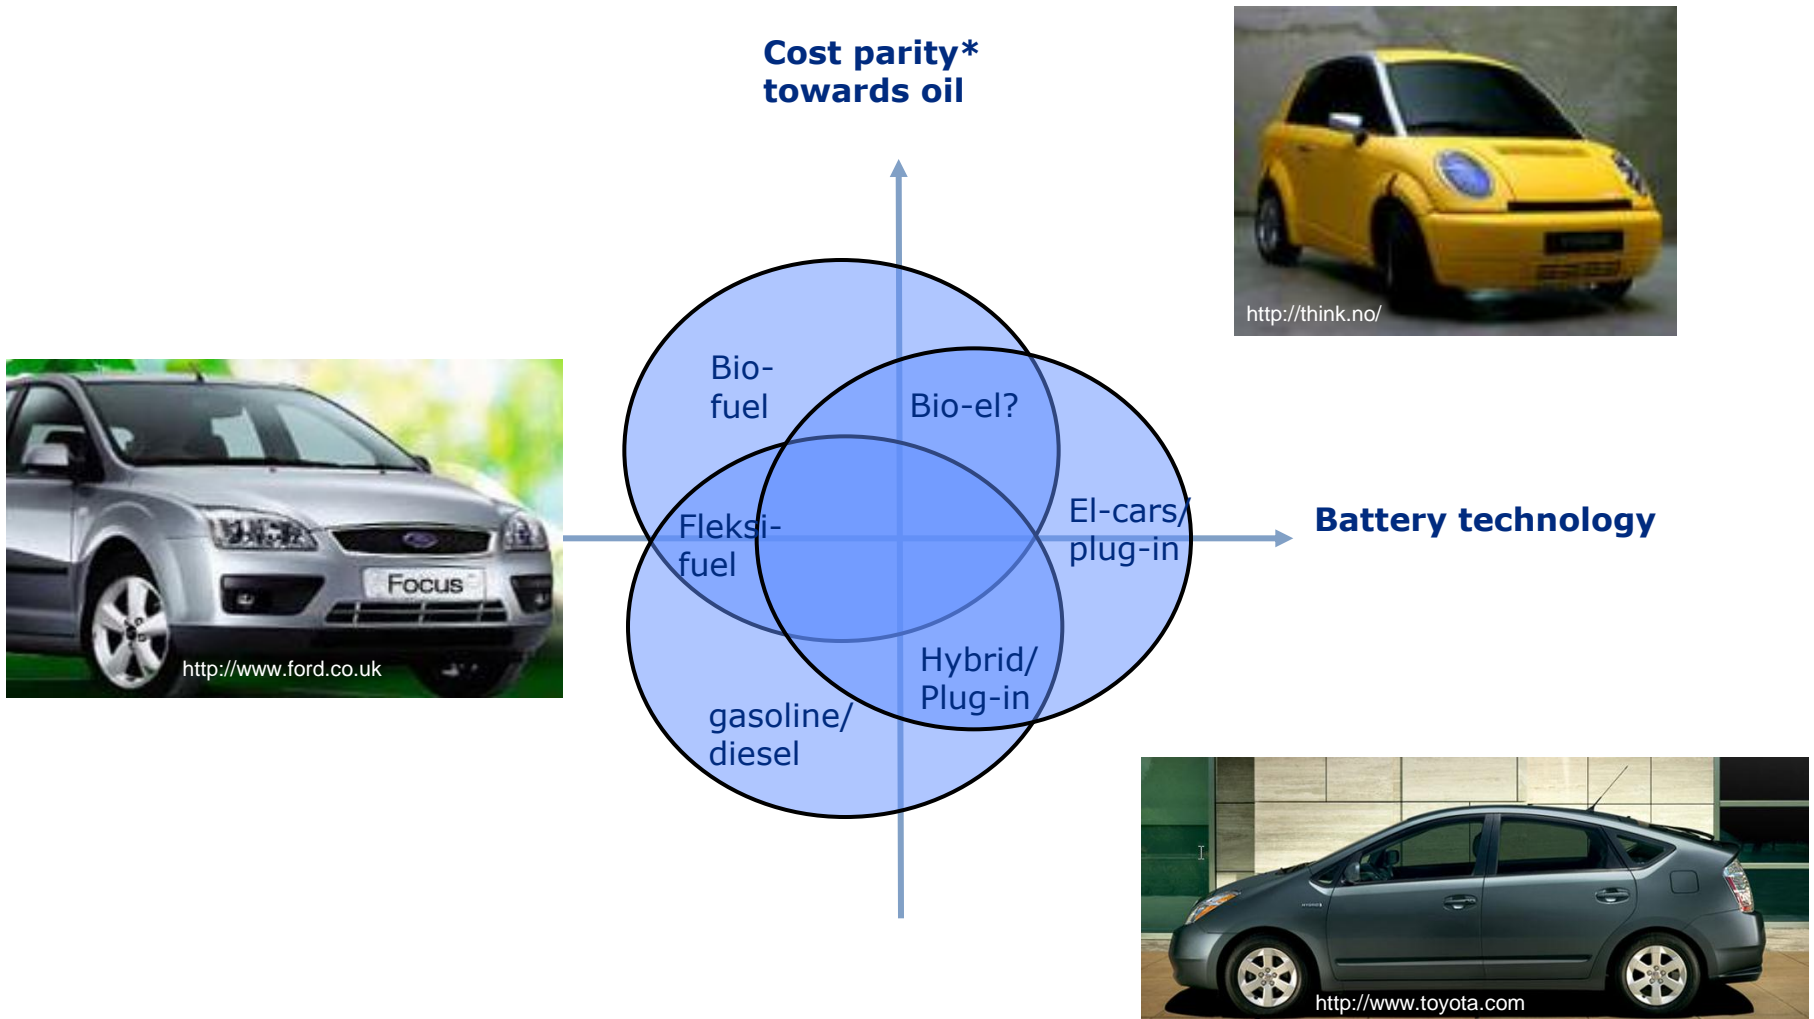 Cost parity*
towards oil
http://think.no/
Bio-
fuel
Bio-el?
Focus
http://www.ford.co.uk
Fleksi-
fuel
El-cars/
plug-in
Battery technology
Hybrid/
Plug-in
gasoline/
diesel
http://www.toyota.com